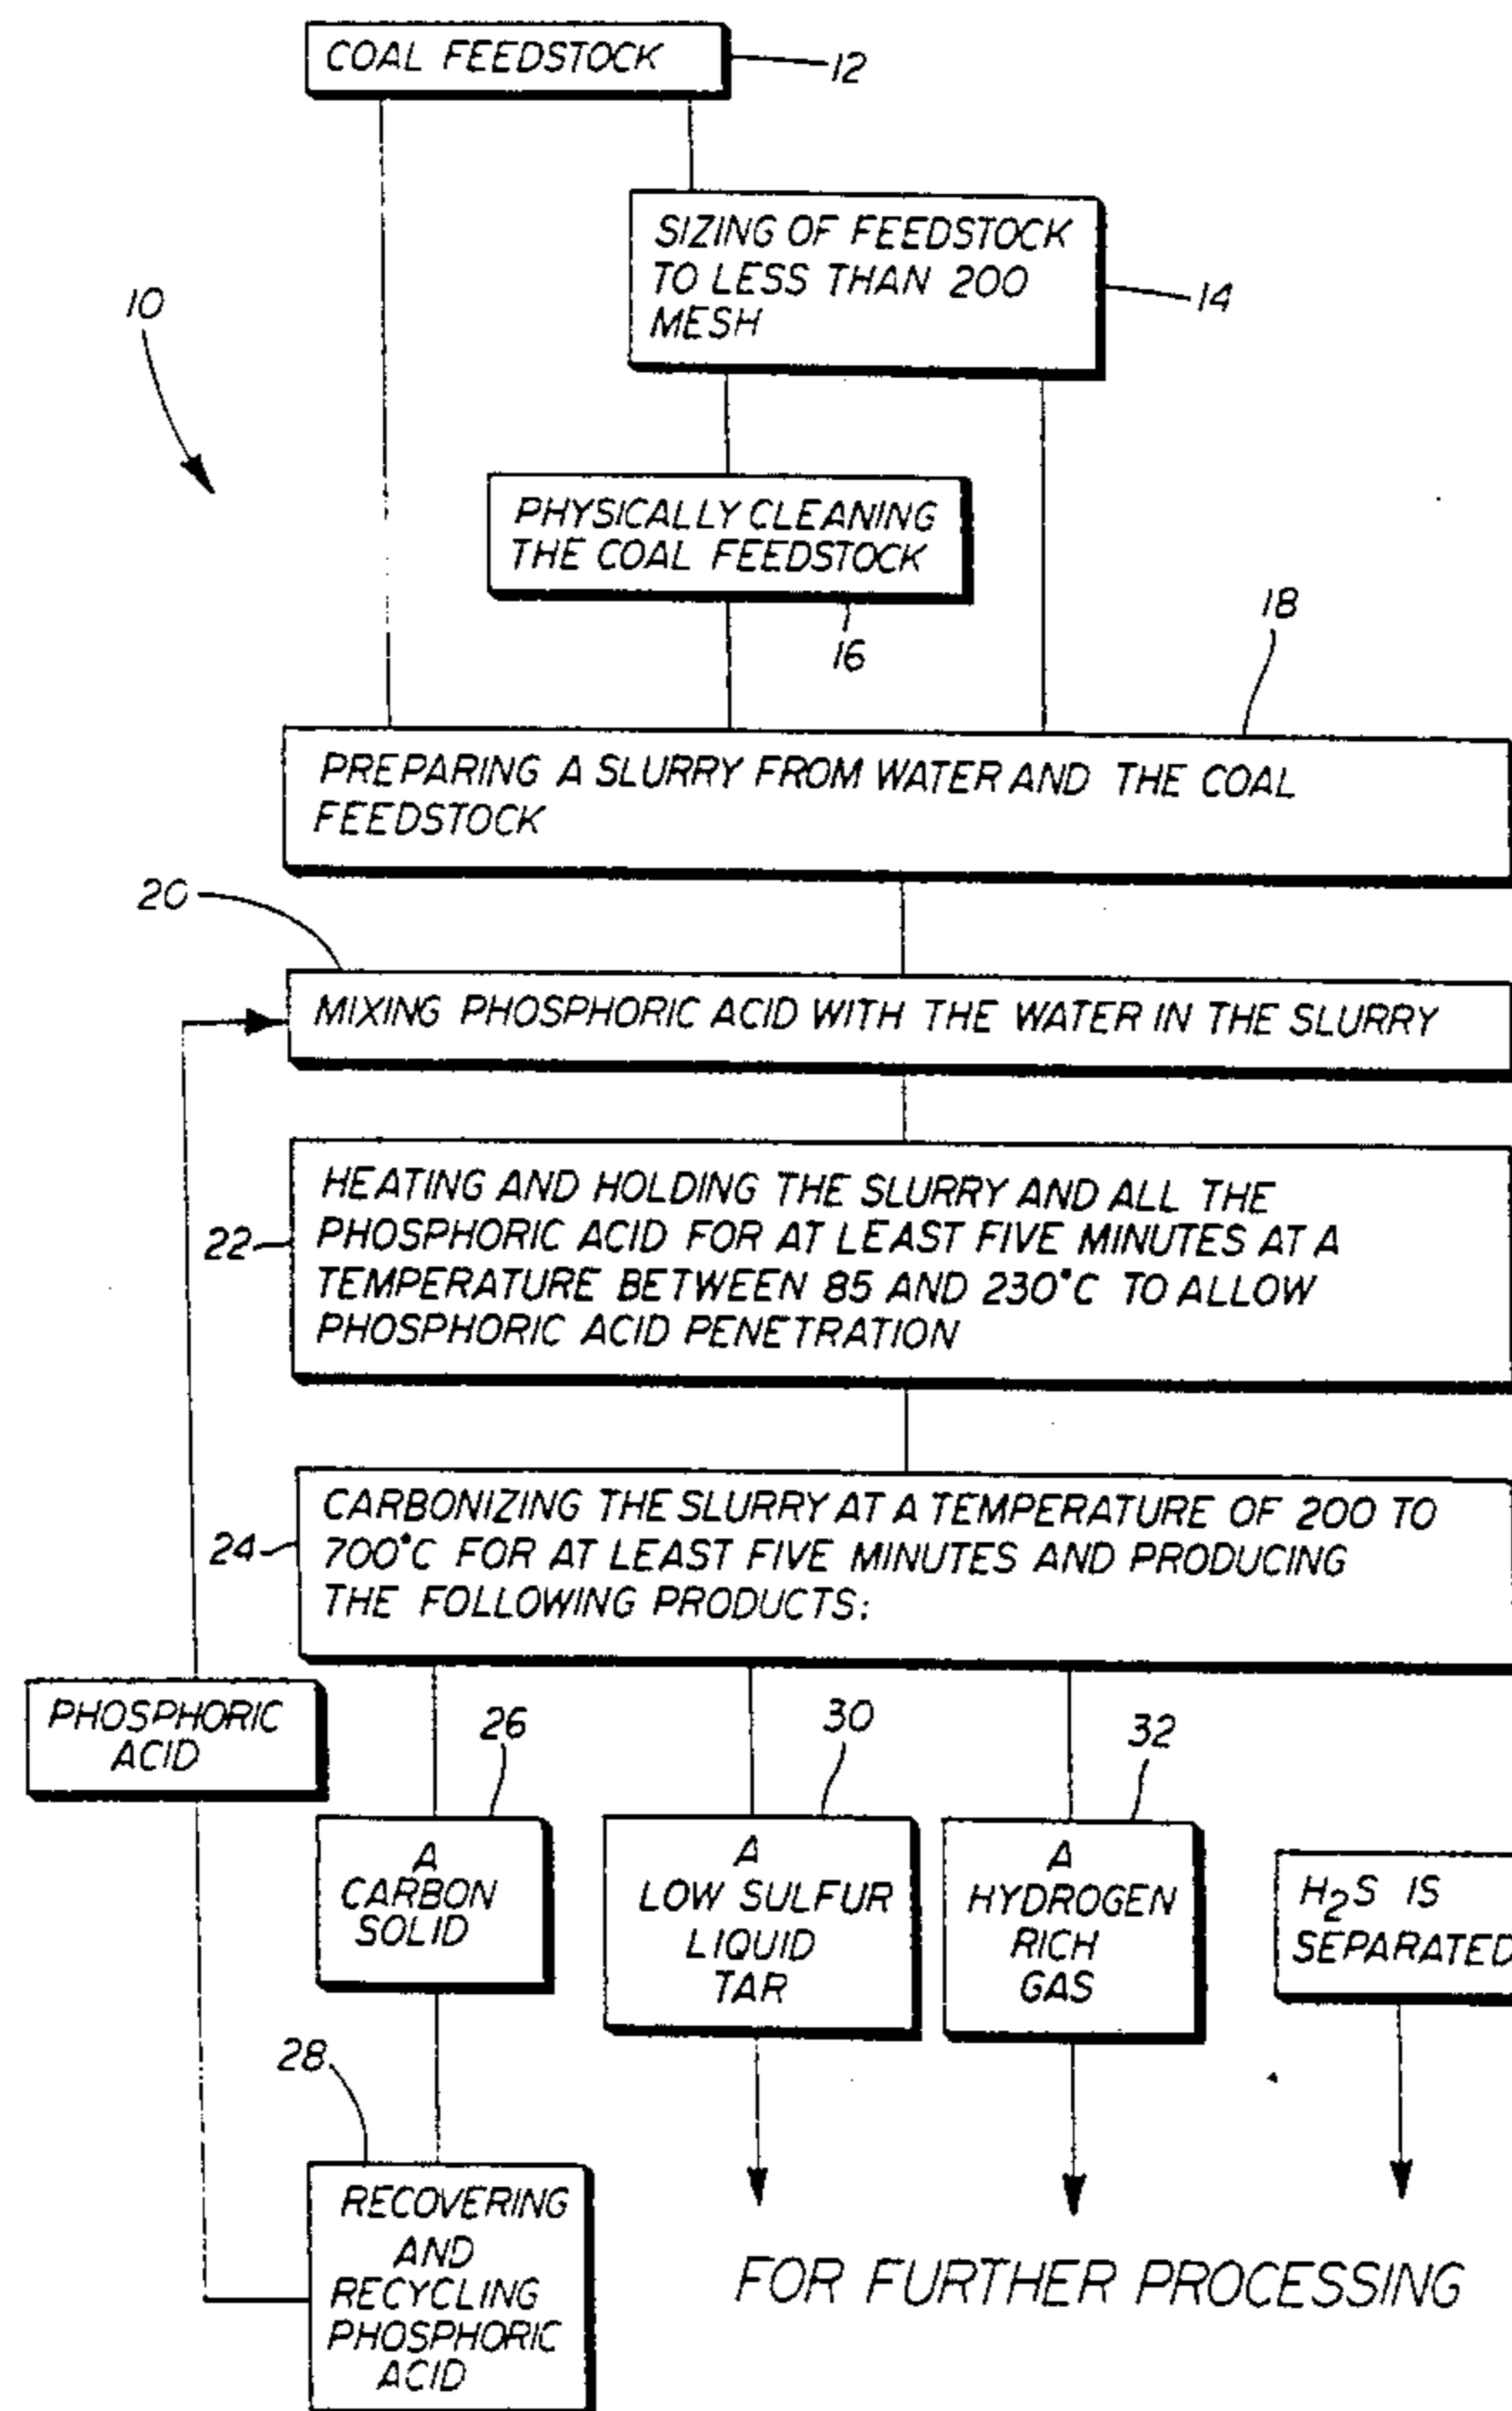 COAL FEEDSTOCK
12
SIZING OF FEEDSTOCK
TO LESS THAN 200
MESH
14
10
PHYSICALLY CLEANING
THE COAL FEEDSTOCK
16
18
PREPARING A SLURRY FROM WATER AND THE COAL
FEEDSTOCK
20
MIXING PHOSPHORIC ACID WITH THE WATER IN THE SLURRY
22
HEATING AND HOLDING THE SLURRY AND ALL THE
PHOSPHORIC ACID FOR AT LEAST FIVE MINUTES AT A
TEMPERATURE BETWEEN 85 AND 230°C TO ALLOW
PHOSPHORIC ACID PENETRATION
24
CARBONIZING THE SLURRY AT A TEMPERATURE OF 200 TO
700°C FOR AT LEAST FIVE MINUTES AND PRODUCING
THE FOLLOWING PRODUCTS:
PHOSPHORIC
ACID
26
A
CARBON
SOLID
30
A
LOW SULFUR
LIQUID
TAR
32
A
HYDROGEN
RICH
GAS
H2S IS
SEPARATED
28
RECOVERING
AND
RECYCLING
PHOSPHORIC
ACID
FOR FURTHER PROCESSING